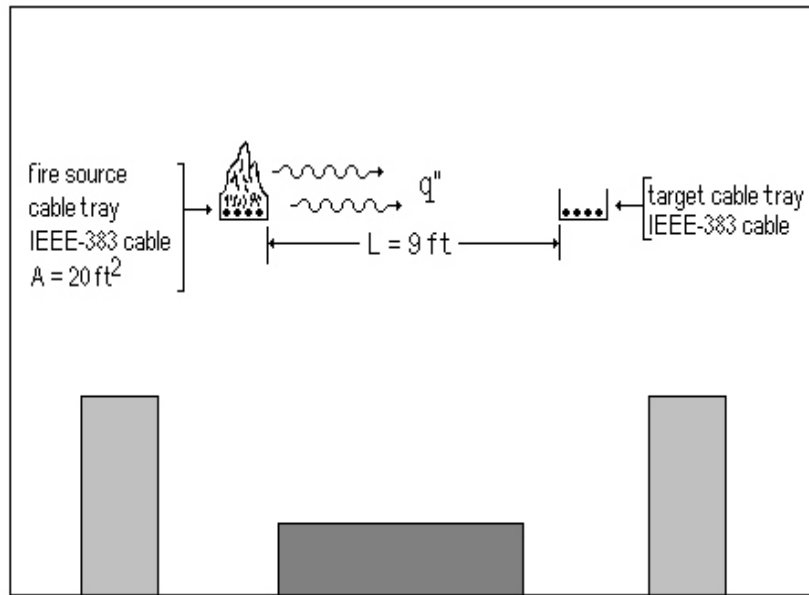 fire source
cable tray
IEEE-383 cable
A = 20 ft²
q"
L = 9 ft
target cable tray
IEEE-383 cable